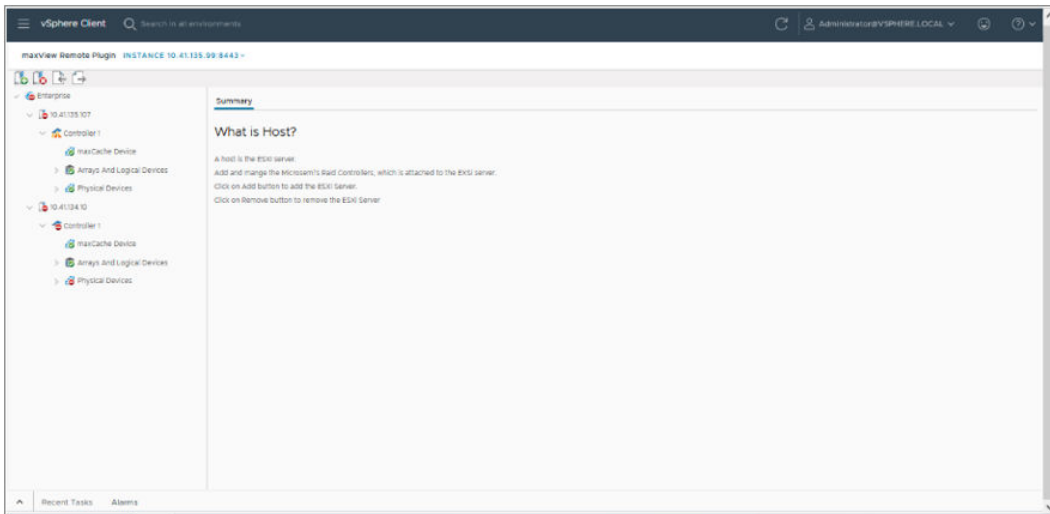 vSphere Client
Search in all environments
Administrator@VSPHERE.LOCAL
maxView Remote Plugin INSTANCE 10.41.135.99:8443
Enterprise
10.41.135.107
Controller 1
maxCache Device
Arrays And Logical Devices
Physical Devices
10.41.134.10
Controller 1
maxCache Device
Arrays And Logical Devices
Physical Devices
Summary
What is Host?
A host is the ESXi server.
Add and mange the Microsemi's Raid Controllers, which is attached to the EXSi server.
Click on Add button to add the ESXi Server.
Click on Remove button to remove the ESXi Server
Recent Tasks Alarms